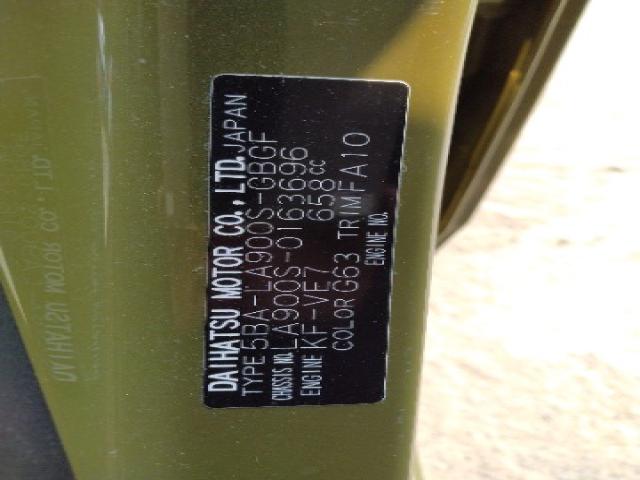 DAIHATSU MOTOR CO., LTD. JAPAN
TYPE 5BA-LA900S-GBGF
CHASSIS NO. LA900S-0163696
ENGINE KF-VE7 658CC
COLOR G63 TRIM FA10
ENGINE NO.